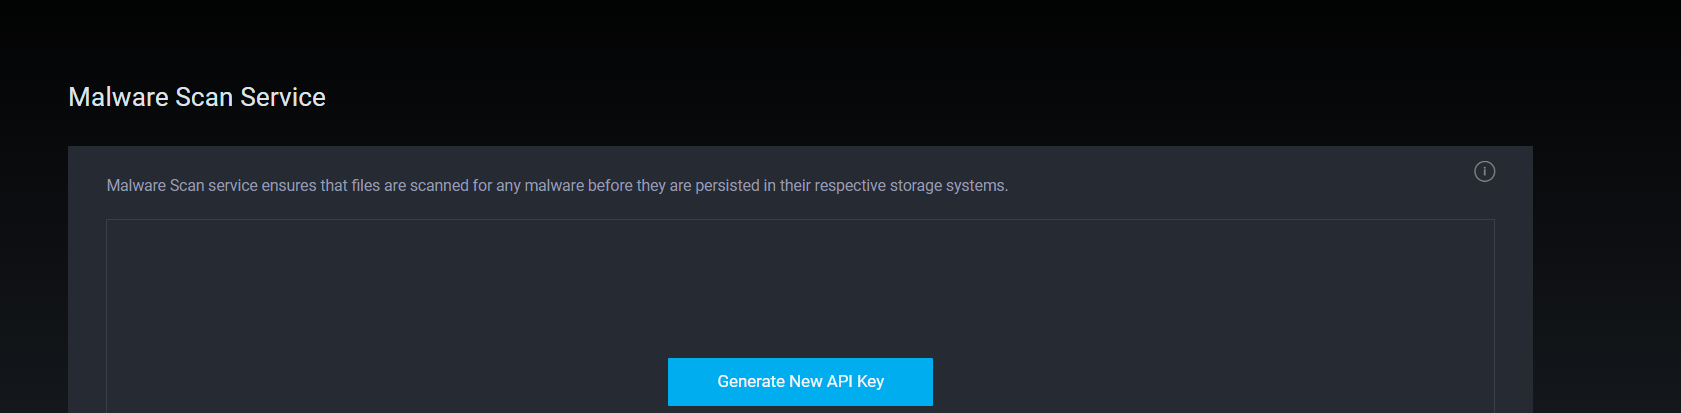 Malware Scan Service
Malware Scan service ensures that files are scanned for any malware before they are persisted in their respective storage systems.
Generate New API Key